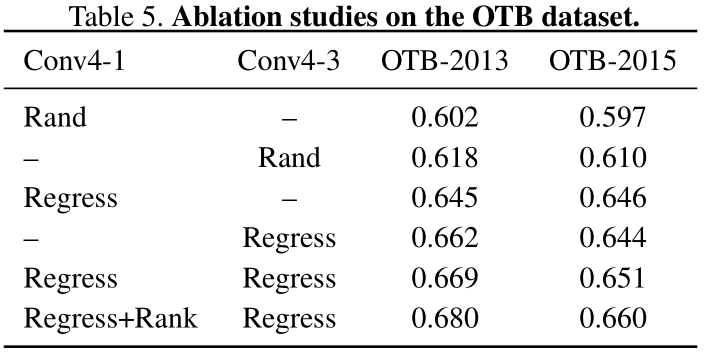 Table 5. Ablation studies on the OTB dataset.
Conv4-1 Conv4-3 OTB-2013 OTB-2015
Rand – 0.602 0.597
– Rand 0.618 0.610
Regress – 0.645 0.646
– Regress 0.662 0.644
Regress Regress 0.669 0.651
Regress+Rank Regress 0.680 0.660